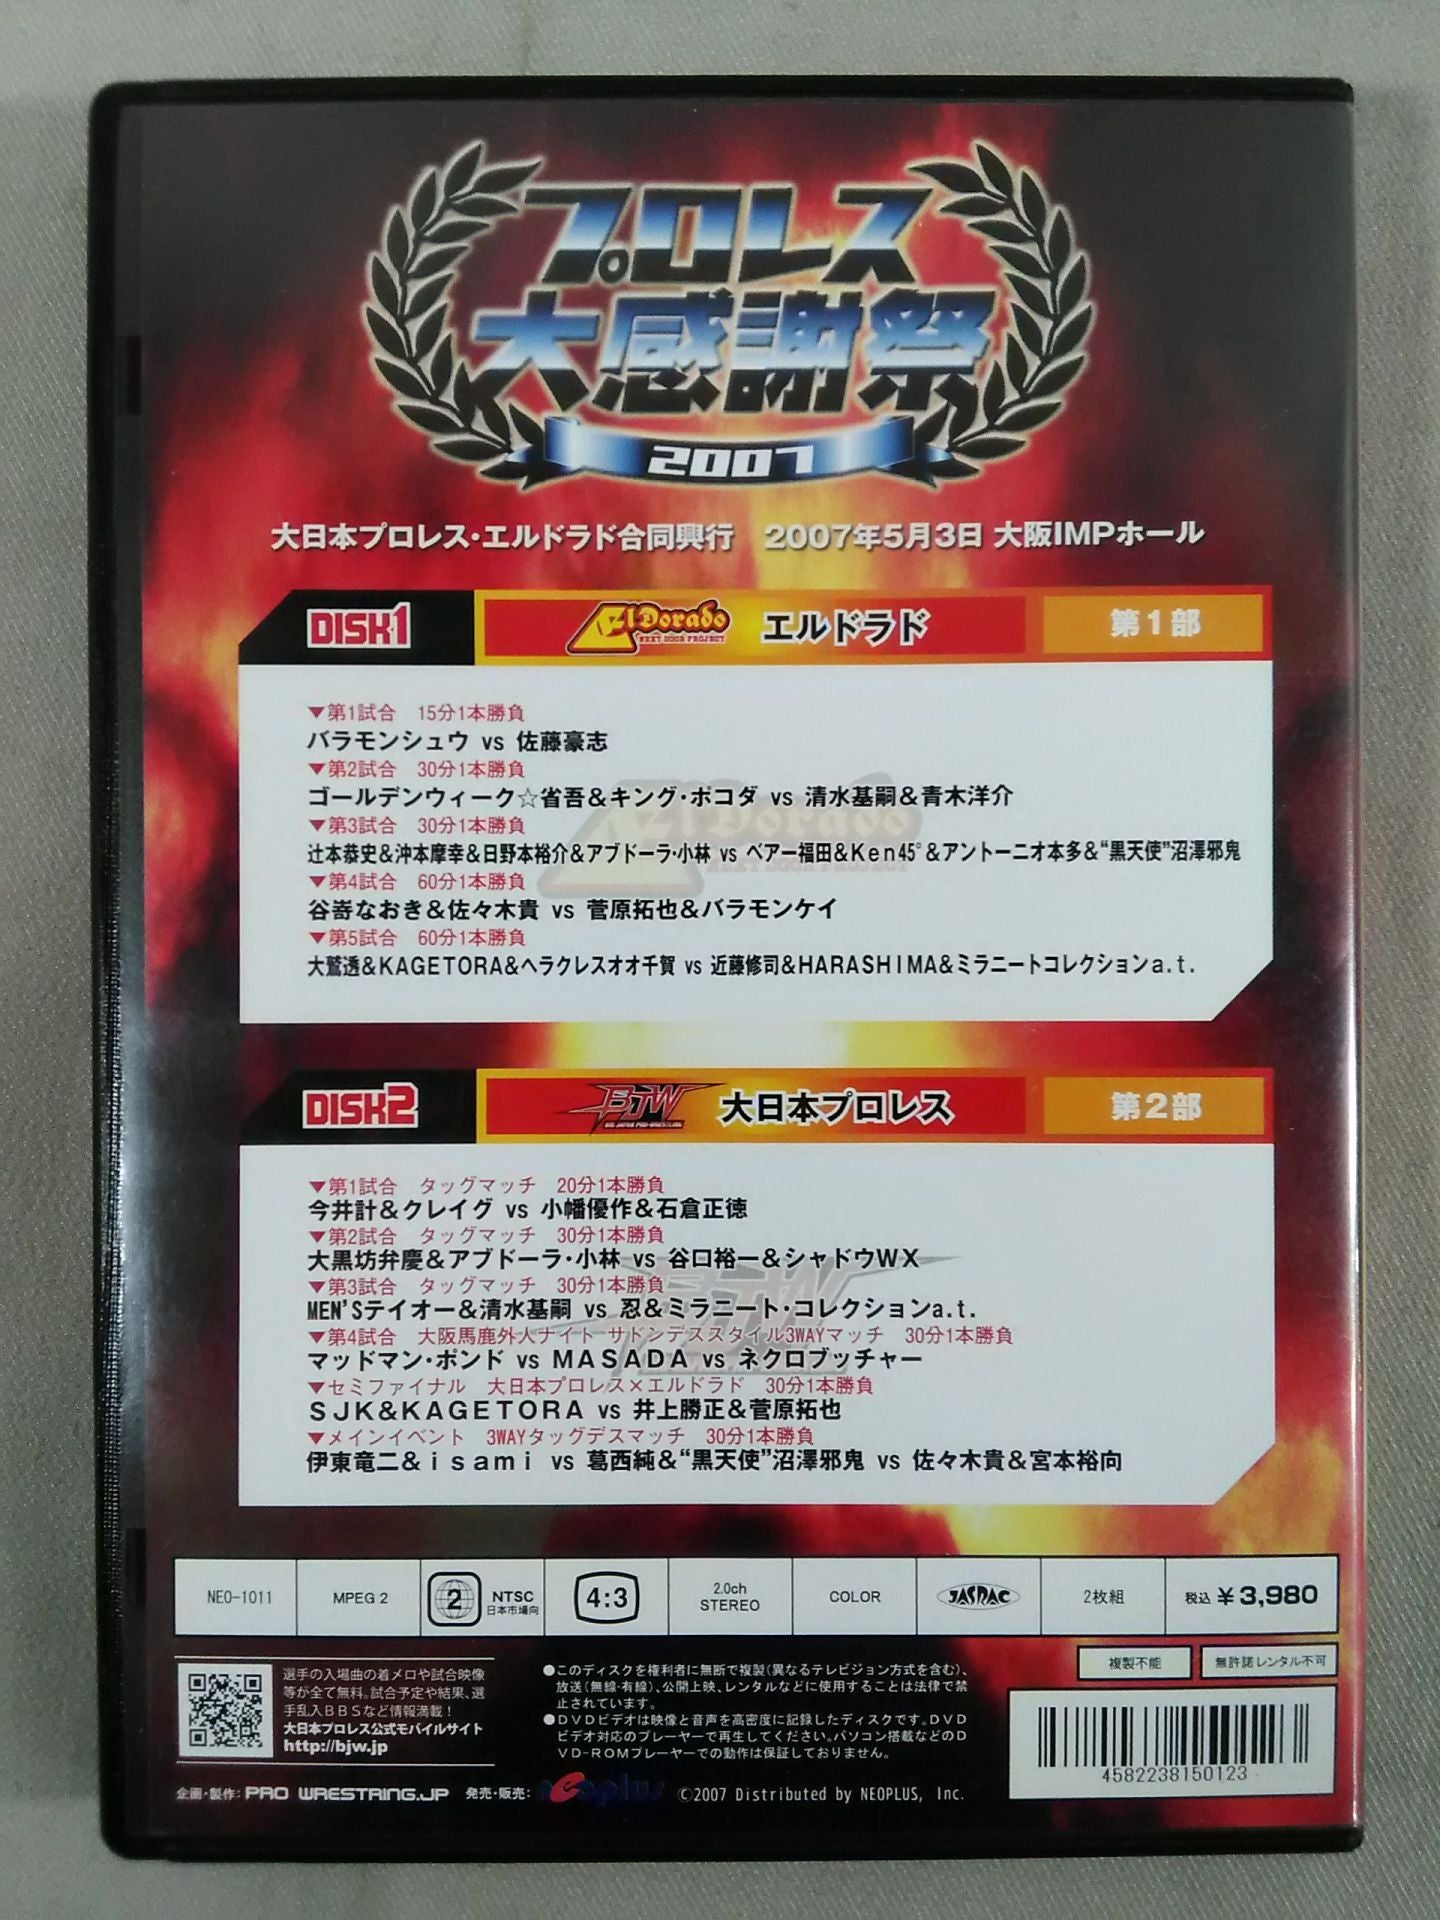 プロレス
大感謝祭
2007
大日本プロレス・エルドラド合同興行　2007年5月3日 大阪IMPホール
DISK1 El Dorado NEXT DOOR PROJECT エルドラド 第1部
▼第1試合　15分1本勝負
バラモンシュウ vs 佐藤豪志
▼第2試合　30分1本勝負
ゴールデンウィーク☆省吾＆キング・ポコダ vs 清水基嗣＆青木洋介
▼第3試合　30分1本勝負
辻本恭史＆沖本摩幸＆日野本裕介＆アブドーラ・小林 vs ベアー福田＆Ken45°＆アントーニオ本多＆“黒天使”沼澤邪鬼
▼第4試合　60分1本勝負
谷嵜なおき＆佐々木貴 vs 菅原拓也＆バラモンケイ
▼第5試合　60分1本勝負
大鷲透＆KAGETORA＆ヘラクレスオオ千賀 vs 近藤修司＆HARASHIMA＆ミラニートコレクションa.t.
DISK2 BJW BIG JAPAN PRO-WRESTLING 大日本プロレス 第2部
▼第1試合　タッグマッチ　20分1本勝負
今井計＆クレイグ vs 小幡優作＆石倉正徳
▼第2試合　タッグマッチ　30分1本勝負
大黒坊弁慶＆アブドーラ・小林 vs 谷口裕一＆シャドウWX
▼第3試合　タッグマッチ　30分1本勝負
MEN'Sテイオー＆清水基嗣 vs 忍＆ミラニート・コレクションa.t.
▼第4試合　大阪馬鹿外人ナイト サドンデススタイル3WAYマッチ　30分1本勝負
マッドマン・ポンド vs MASADA vs ネクロブッチャー
▼セミファイナル　大日本プロレス×エルドラド　30分1本勝負
SJK＆KAGETORA vs 井上勝正＆菅原拓也
▼メインイベント　3WAYタッグデスマッチ　30分1本勝負
伊東竜二＆isami vs 葛西純＆“黒天使”沼澤邪鬼 vs 佐々木貴＆宮本裕向
NEO-1011 MPEG 2 2 NTSC 日本市場向 4:3 2.0ch STEREO COLOR JASRAC 2枚組 税込 ￥3,980
複製不能 無許諾レンタル不可
選手の入場曲の着メロや試合映像
等が全て無料。試合予定や結果、選
手乱入BBSなど情報満載！
大日本プロレス公式モバイルサイト
http://bjw.jp
●このディスクを権利者に無断で複製（異なるテレビジョン方式を含む）、
放送（無線・有線）、公開上映、レンタルなどに使用することは法律で禁
止されています。
●DVDビデオは映像と音声を高密度に記録したディスクです。DVD
ビデオ対応のプレーヤーで再生してください。パソコン搭載などのD
VD-ROMプレーヤーでの動作は保証しておりません。
4582238150123
企画・製作：PRO WRESTRING.JP 発売・販売：neoplus ©2007 Distributed by NEOPLUS, Inc.